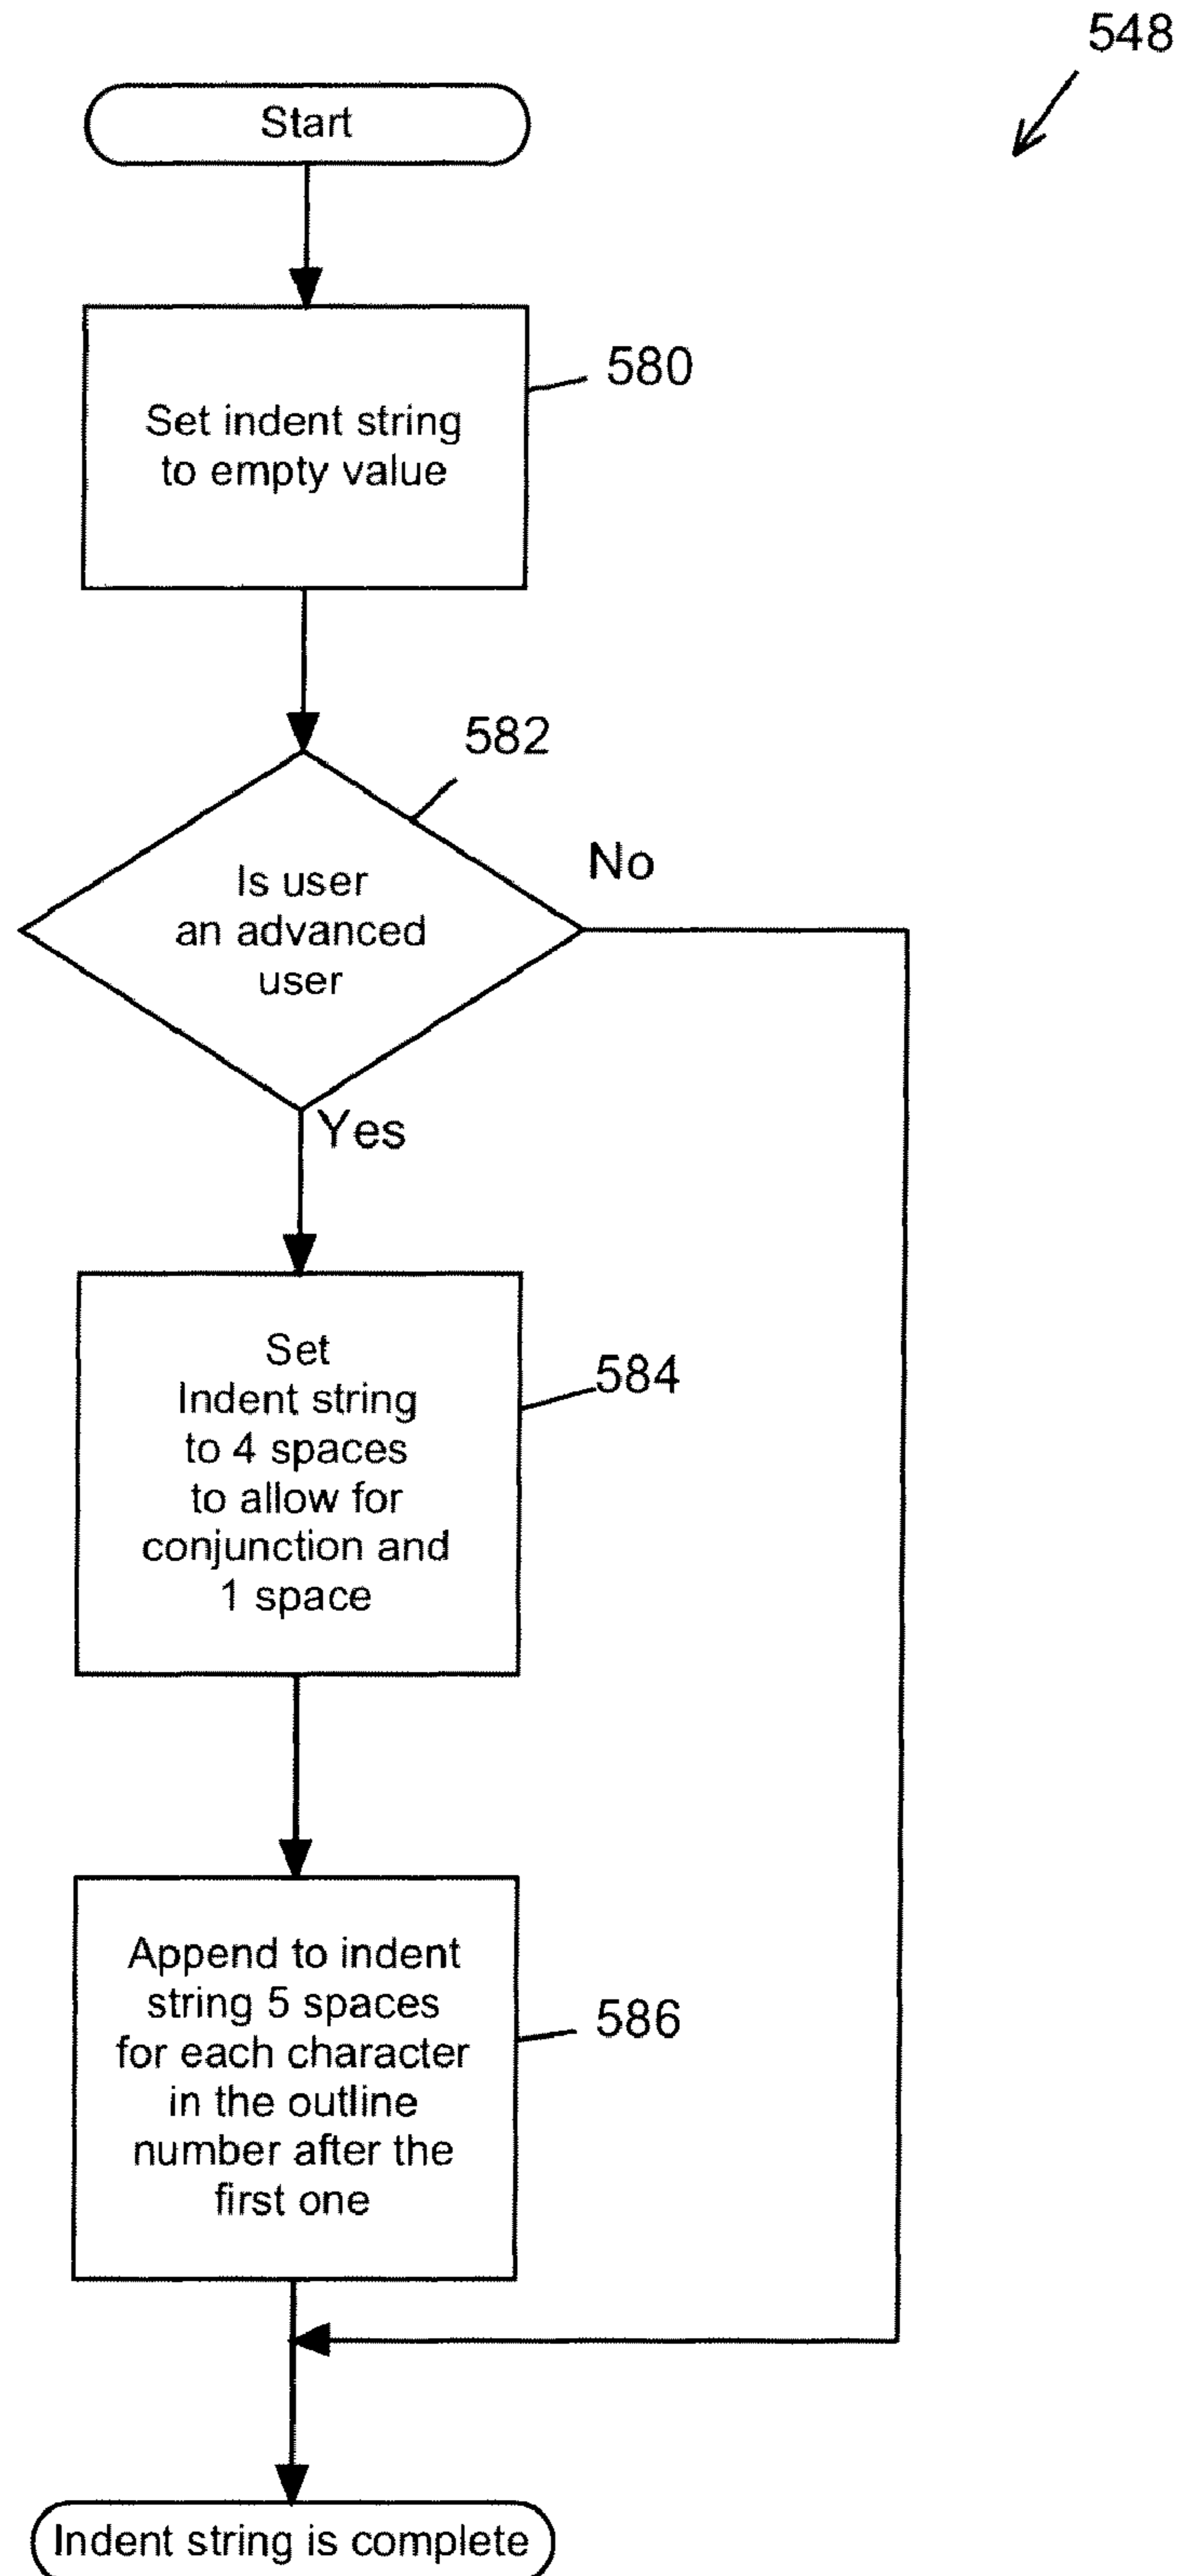 548
Start
580
Set indent string
to empty value
582
No
Is user
an advanced
user
Yes
584
Set
Indent string
to 4 spaces
to allow for
conjunction and
1 space
586
Append to indent
string 5 spaces
for each character
in the outline
number after the
first one
Indent string is complete